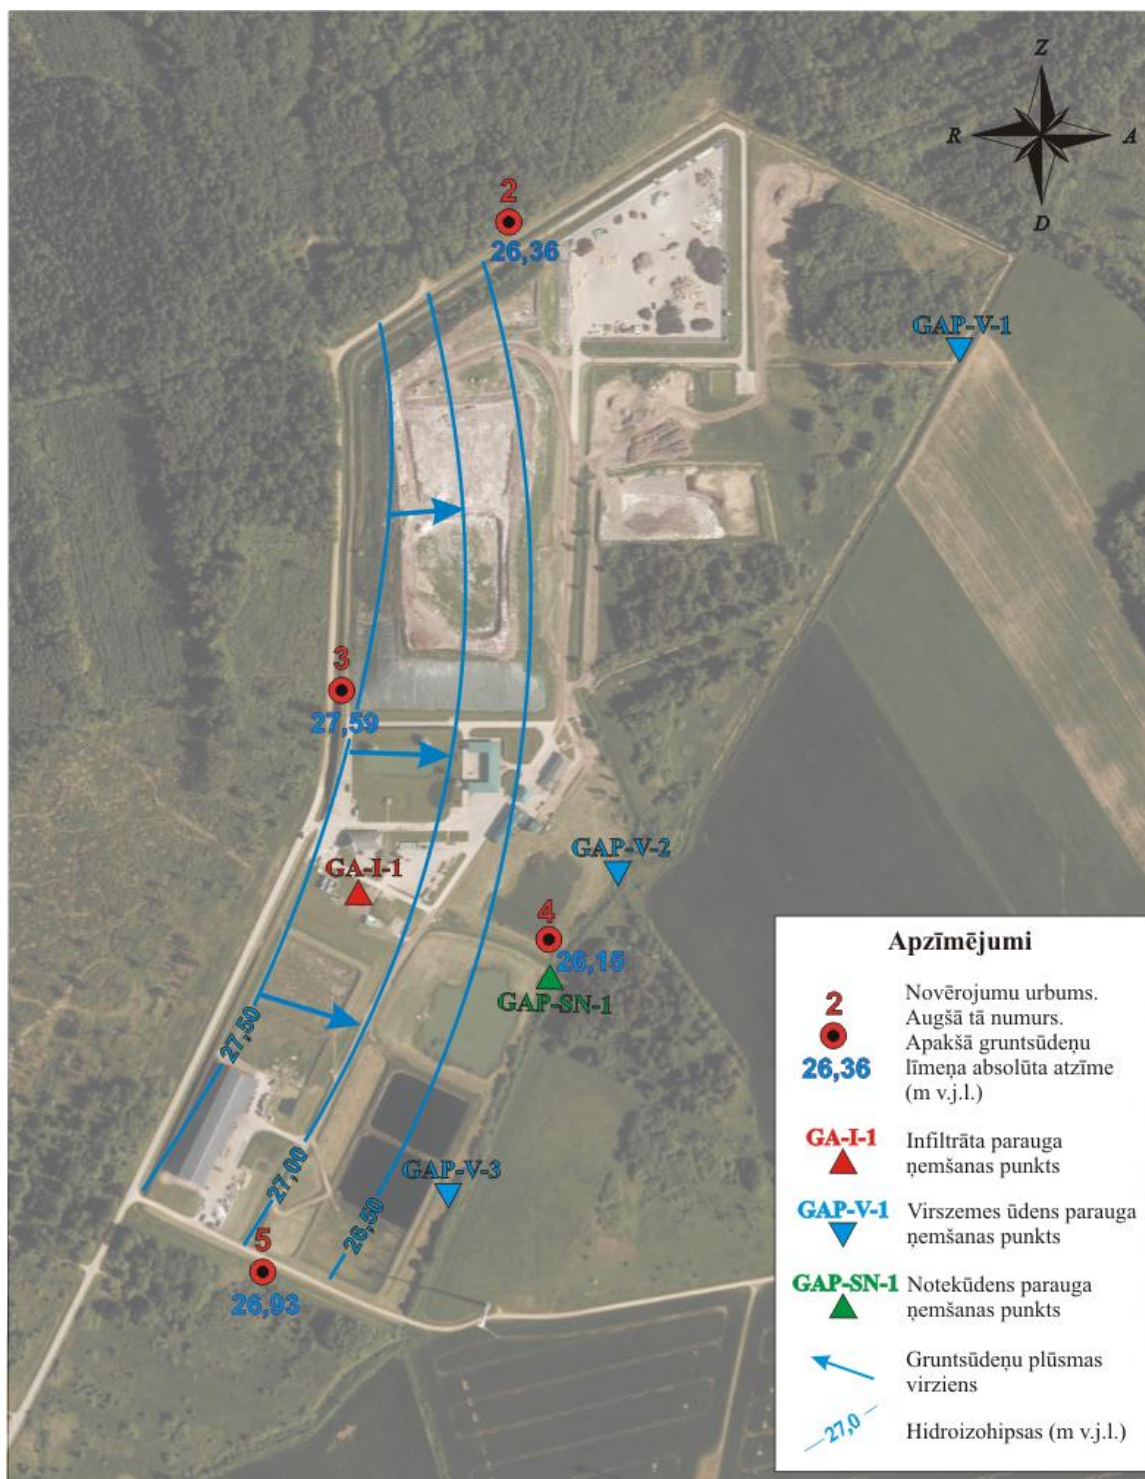 Z
R A
D
2
26,36
GAP-V-1
3
27,59
GA-I-1
GAP-V-2
4
26,15
GAP-SN-1
27,50
27,00
26,50
GAP-V-3
5
26,93
Apzīmējumi
2
26,36
Novērojumu urbums.
Augšā tā numurs.
Apakšā gruntsūdeņu
līmeņa absolūta atzīme
(m v.j.l.)
GA-I-1
Infiltrāta parauga
ņemšanas punkts
GAP-V-1
Virszemes ūdens parauga
ņemšanas punkts
GAP-SN-1
Notekūdens parauga
ņemšanas punkts
Gruntsūdeņu plūsmas
virziens
27,0
Hidroizohipsas (m v.j.l.)